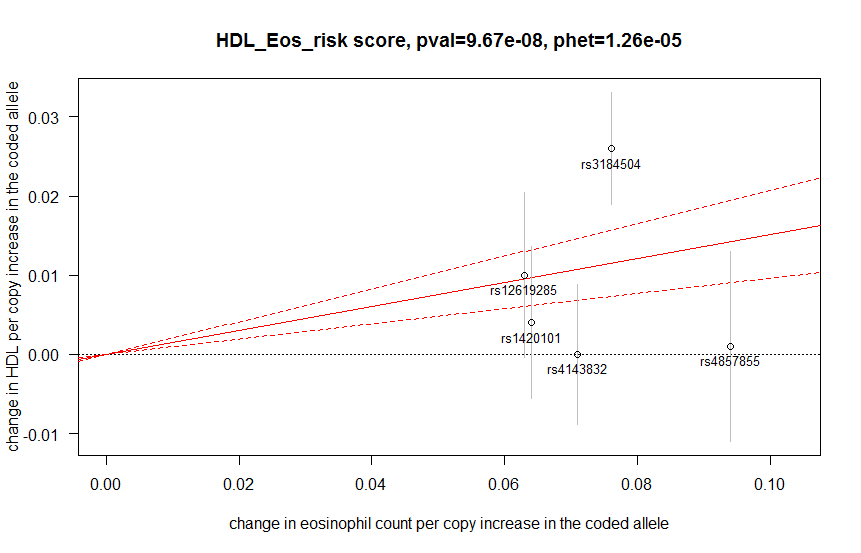 HDL_Eos_risk score, pval=9.67e-08, phet=1.26e-05
change in HDL per copy increase in the coded allele
0.03
0.02
0.01
0.00
-0.01
rs3184504
rs12619285
rs1420101
rs4143832
rs4857855
0.00 0.02 0.04 0.06 0.08 0.10
change in eosinophil count per copy increase in the coded allele